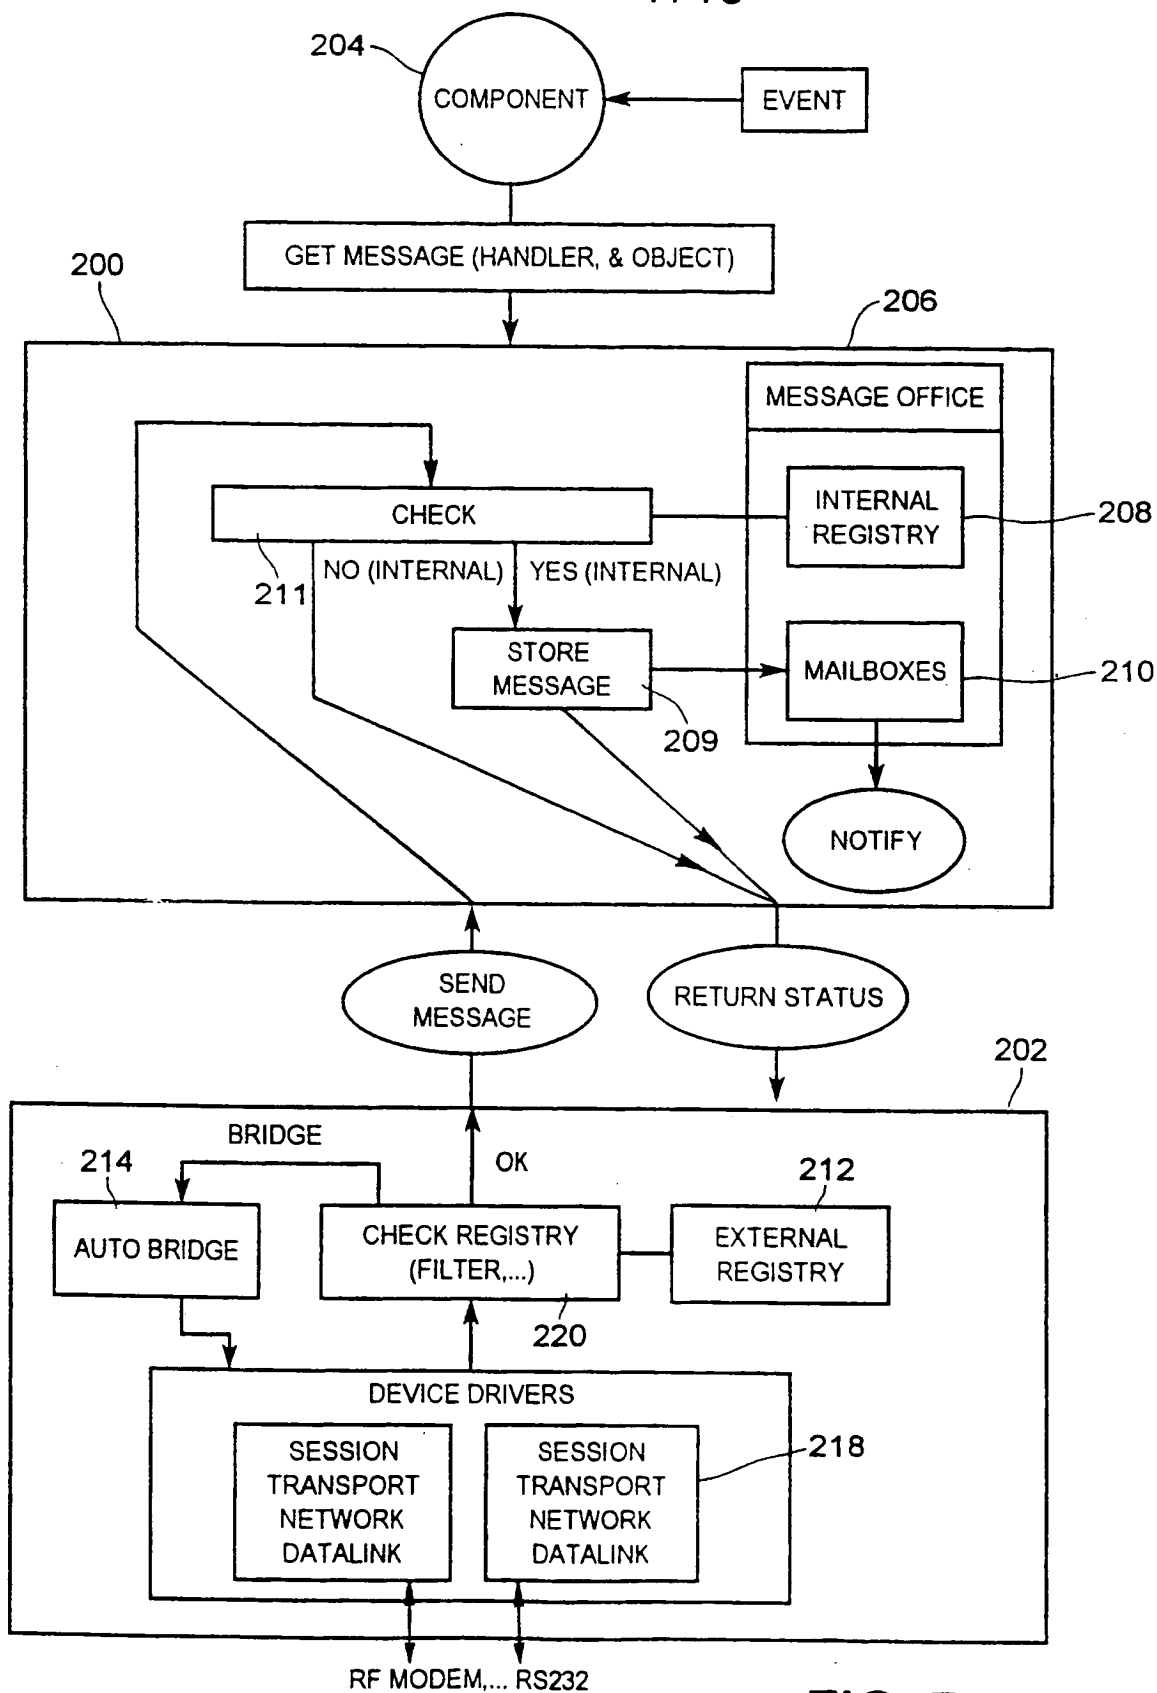 204
COMPONENT
EVENT
GET MESSAGE (HANDLER, & OBJECT)
200
206
MESSAGE OFFICE
CHECK
INTERNAL
REGISTRY
208
211
NO (INTERNAL)
YES (INTERNAL)
STORE
MESSAGE
209
MAILBOXES
210
NOTIFY
SEND
MESSAGE
RETURN STATUS
202
BRIDGE
OK
214
AUTO BRIDGE
CHECK REGISTRY
(FILTER,...)
220
212
EXTERNAL
REGISTRY
DEVICE DRIVERS
SESSION
TRANSPORT
NETWORK
DATALINK
SESSION
TRANSPORT
NETWORK
DATALINK
218
RF MODEM,... RS232